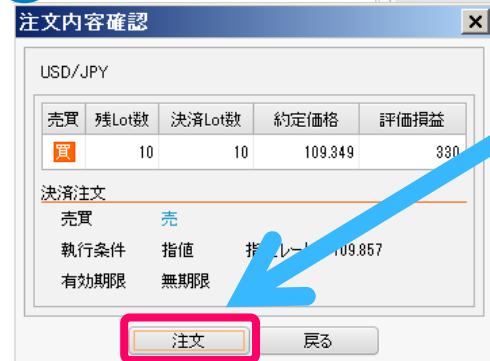 注文内容確認
USD/JPY
売買 残Lot数 決済Lot数 約定価格 評価損益
買 10 10 109.349 330
決済注文
売買 売
執行条件 指値 109.857
有効期限 無期限
注文 戻る